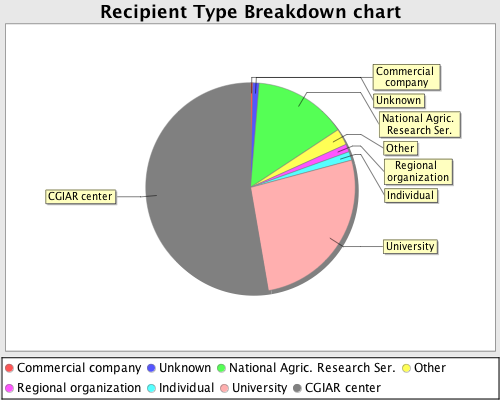 Recipient Type Breakdown chart
Commercial
company
Unknown
National Agric.
Research Ser.
Other
Regional
organization
Individual
CGIAR center
University
Commercial company Unknown National Agric. Research Ser. Other
Regional organization Individual University CGIAR center